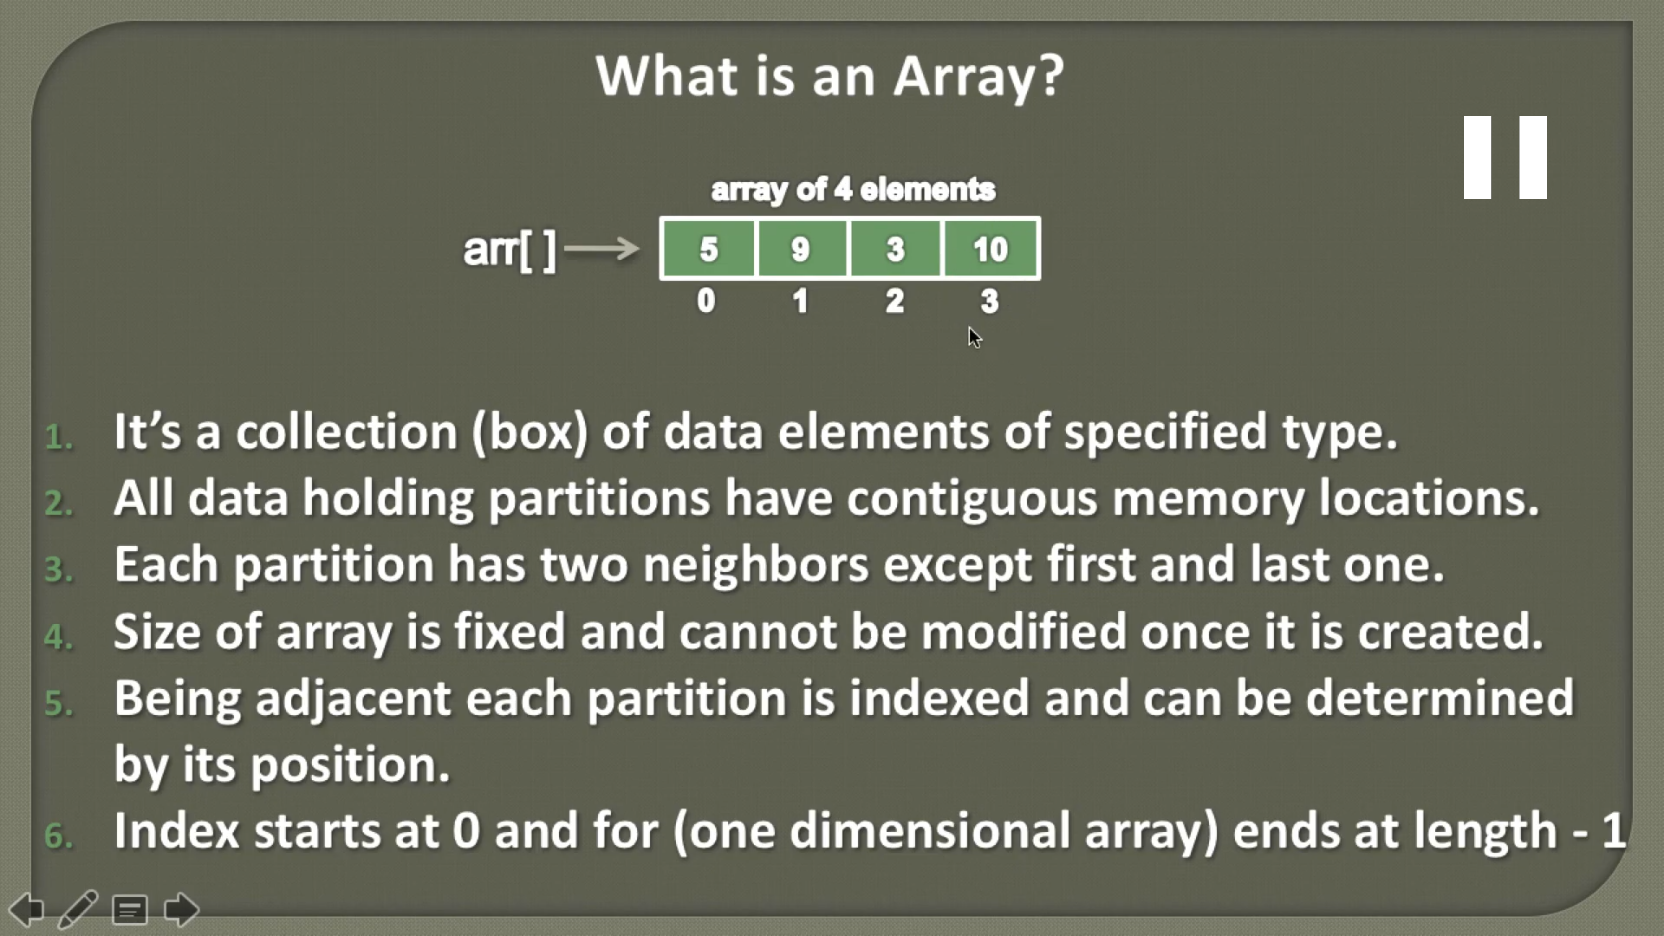 What is an Array?
array of 4 elements
arr[ ]
5 9 3 10
0 1 2 3
1. It’s a collection (box) of data elements of specified type.
2. All data holding partitions have contiguous memory locations.
3. Each partition has two neighbors except first and last one.
4. Size of array is fixed and cannot be modified once it is created.
5. Being adjacent each partition is indexed and can be determined
by its position.
6. Index starts at 0 and for (one dimensional array) ends at length - 1